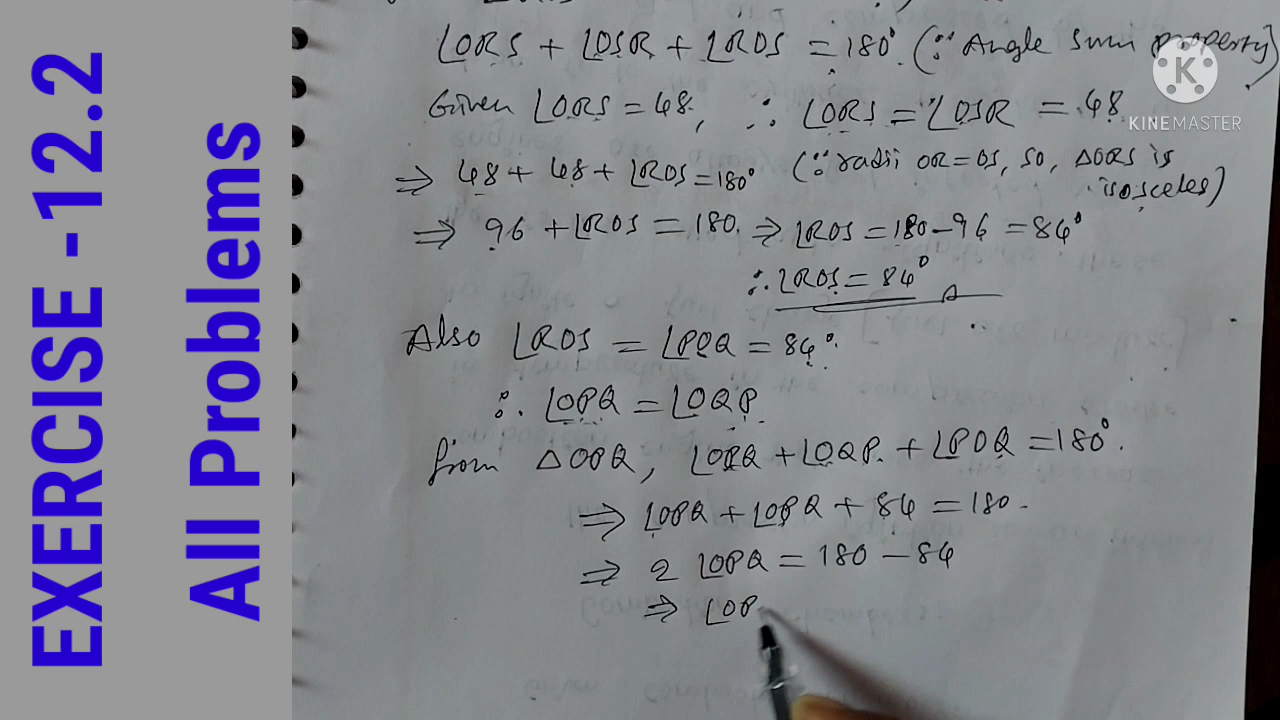 EXERCISE -12.2
All Problems
∠ORS + ∠OSR + ∠ROS = 180° (∵ Angle sum property)
KINEMASTER
Given ∠ORS = 48, ∴ ∠ORS = ∠OSR = 48
⇒ 48 + 48 + ∠ROS = 180° (∵ radii OR = OS, so, △ORS is
isosceles)
⇒ 96 + ∠ROS = 180. ⇒ ∠ROS = 180 - 96 = 84°
∴ ∠ROS = 84°
Also ∠ROS = ∠POQ = 84°.
∴ ∠OPQ = ∠OQP.
from △OPQ, ∠OPQ + ∠OQP + ∠POQ = 180°.
⇒ ∠OPQ + ∠OPQ + 84 = 180.
⇒ 2 ∠OPQ = 180 - 84
⇒ ∠OP